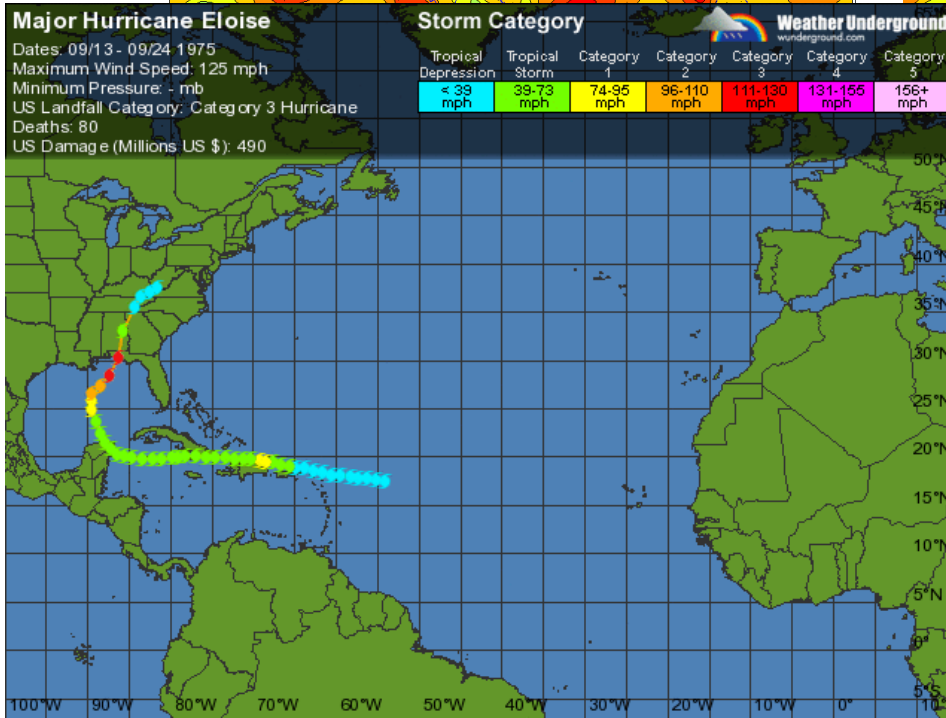 Major Hurricane Eloise
Dates: 09/13 - 09/24 1975
Maximum Wind Speed: 125 mph
Minimum Pressure: - mb
US Landfall Category: Category 3 Hurricane
Deaths: 80
US Damage (Millions US $): 490
Storm Category
Weather Underground
wunderground.com
Tropical Depression
Tropical Storm
Category 1
Category 2
Category 3
Category 4
Category 5
< 39 mph
39-73 mph
74-95 mph
96-110 mph
111-130 mph
131-155 mph
156+ mph
50°N
45°N
40°N
35°N
30°N
25°N
20°N
15°N
10°N
5°N
0°
5°S
100°W 90°W 80°W 70°W 60°W 50°W 40°W 30°W 20°W 10°W 0° 10°